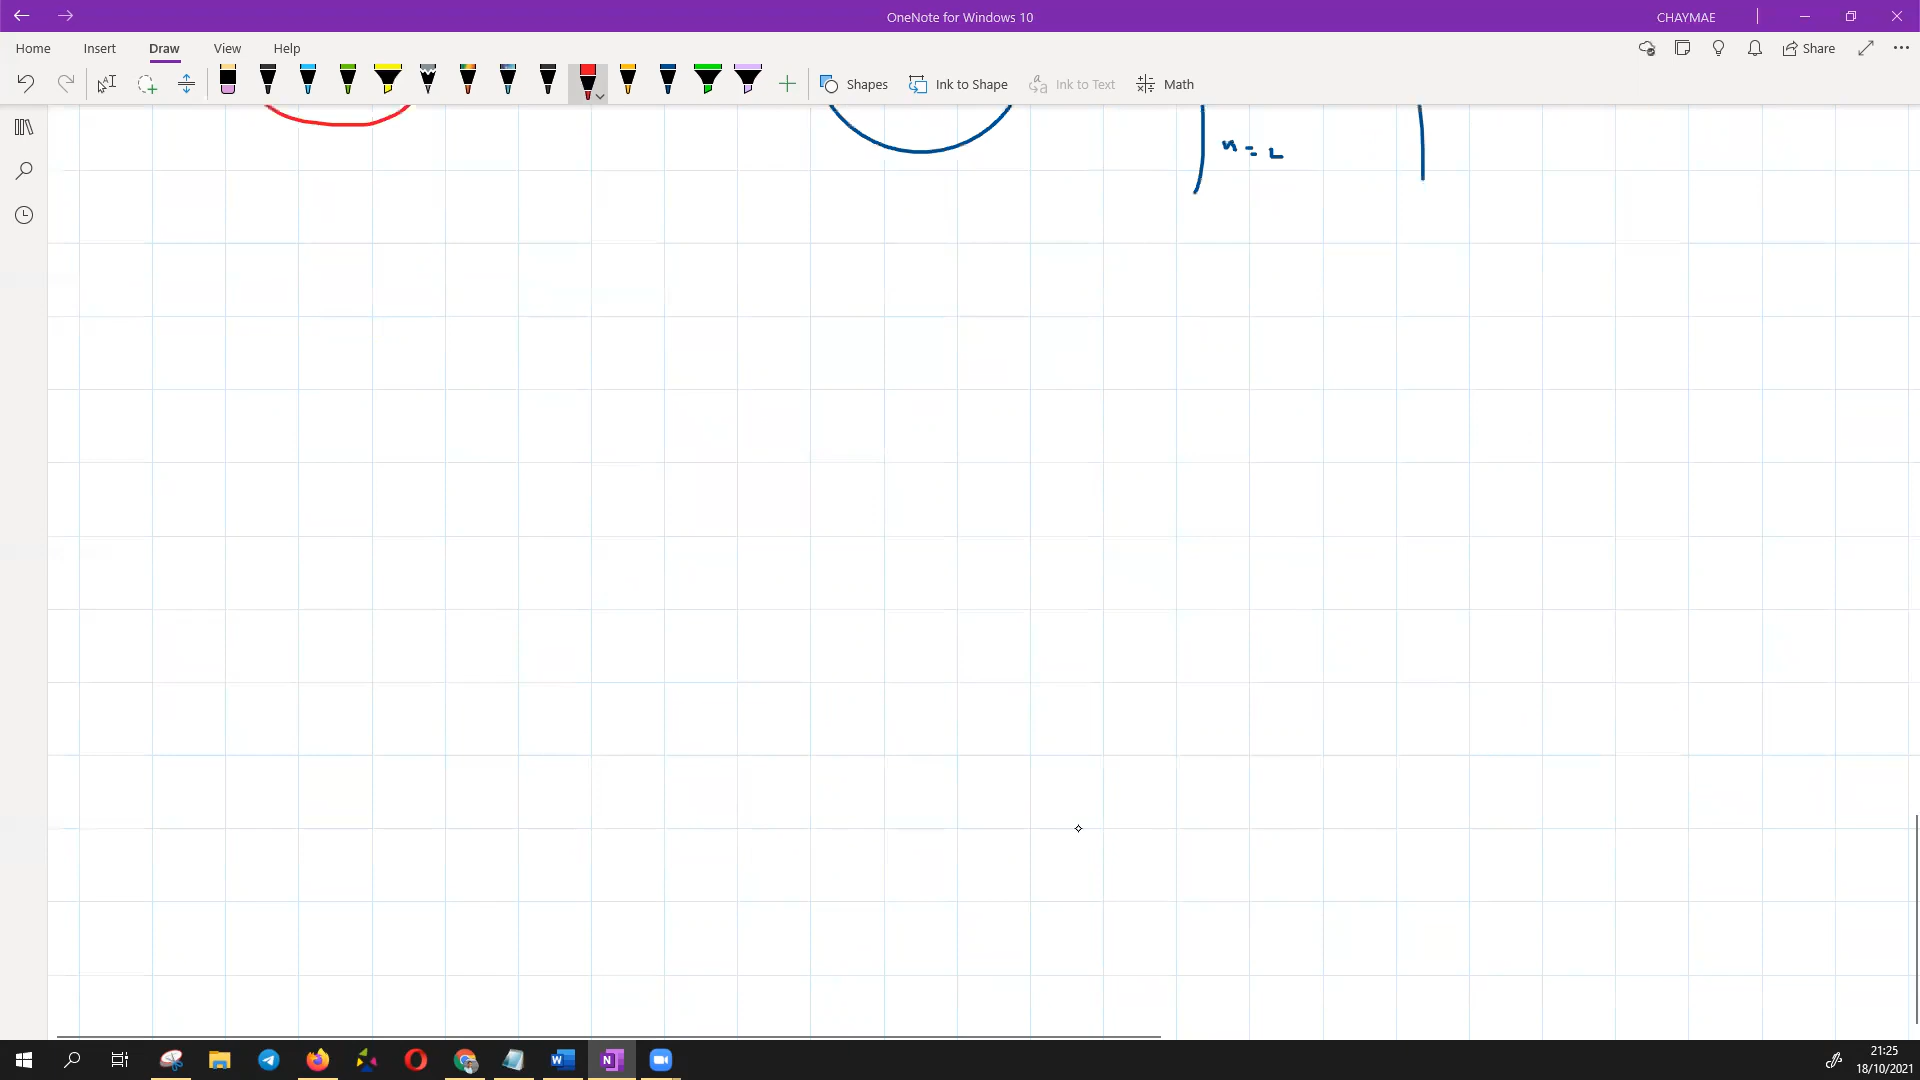 OneNote for Windows 10
CHAYMAE
Home Insert Draw View Help
Share
Shapes
Ink to Shape
Ink to Text
Math
n = 2
21:25
18/10/2021